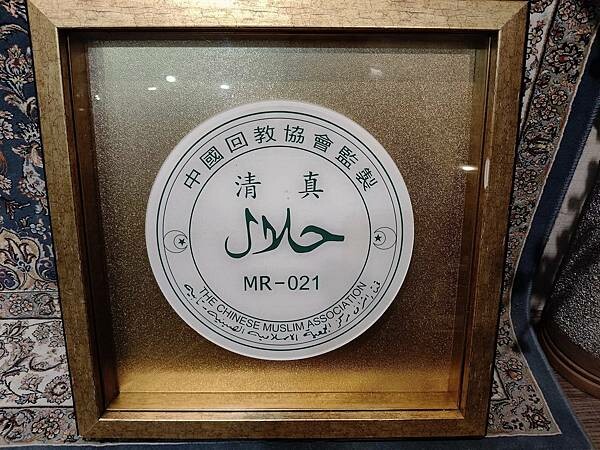 中國回教協會監製
清真
حلال
MR-021
THE CHINESE MUSLIM ASSOCIATION